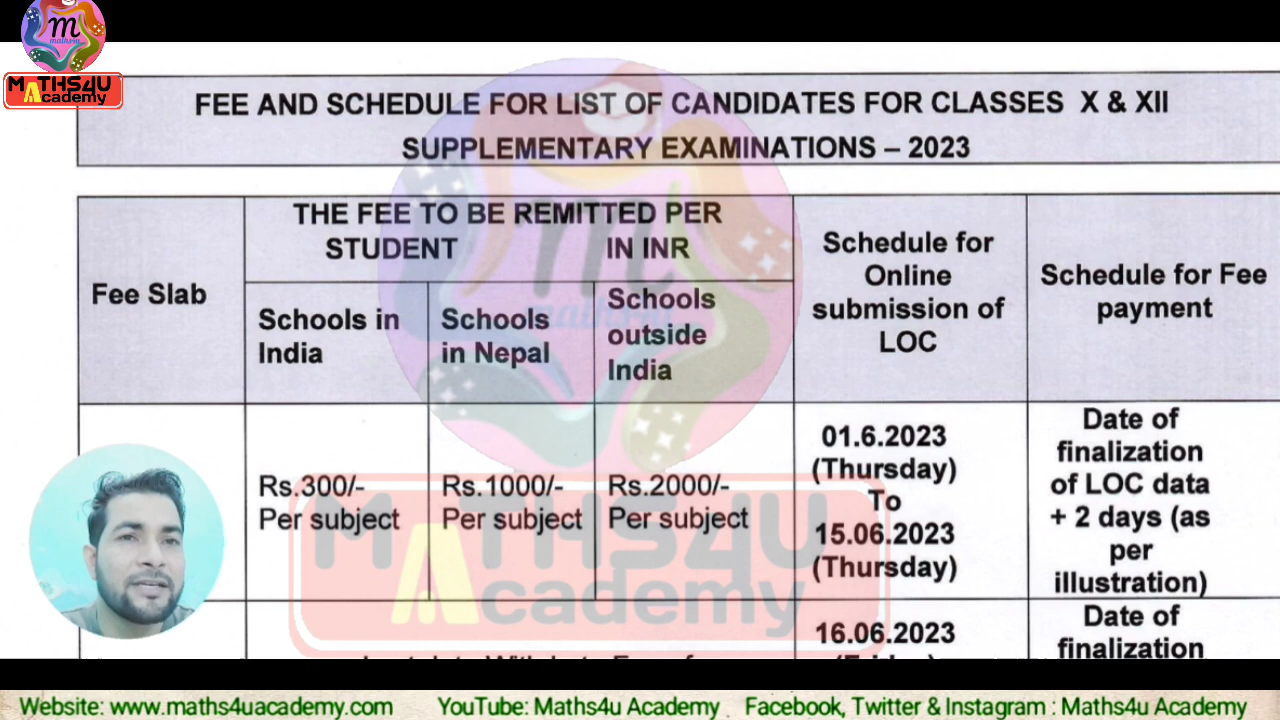 m
maths4u
MATHS4U
Academy
FEE AND SCHEDULE FOR LIST OF CANDIDATES FOR CLASSES X & XII
SUPPLEMENTARY EXAMINATIONS – 2023
Fee Slab
THE FEE TO BE REMITTED PER
STUDENT IN INR
Schools in
India
Schools
in Nepal
Schools
outside
India
Schedule for
Online
submission of
LOC
Schedule for Fee
payment
Rs.300/-
Per subject
Rs.1000/-
Per subject
Rs.2000/-
Per subject
01.6.2023
(Thursday)
To
15.06.2023
(Thursday)
Date of
finalization
of LOC data
+ 2 days (as
per
illustration)
16.06.2023
(Friday)
Date of
finalization
m
MATHS4U
Academy
Website: www.maths4uacademy.com YouTube: Maths4u Academy Facebook, Twitter & Instagram : Maths4u Academy